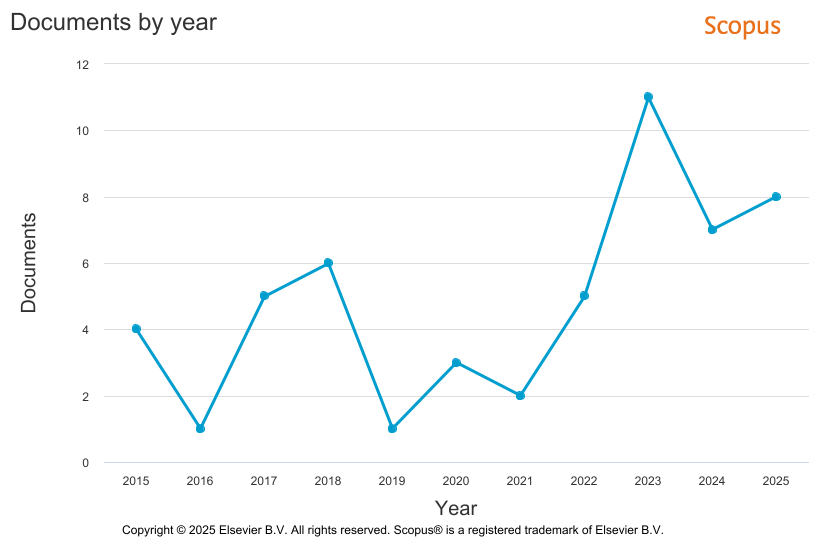 Documents by year
Scopus
12
10
8
6
4
2
0
Documents
2015 2016 2017 2018 2019 2020 2021 2022 2023 2024 2025
Year
Copyright © 2025 Elsevier B.V. All rights reserved. Scopus® is a registered trademark of Elsevier B.V.